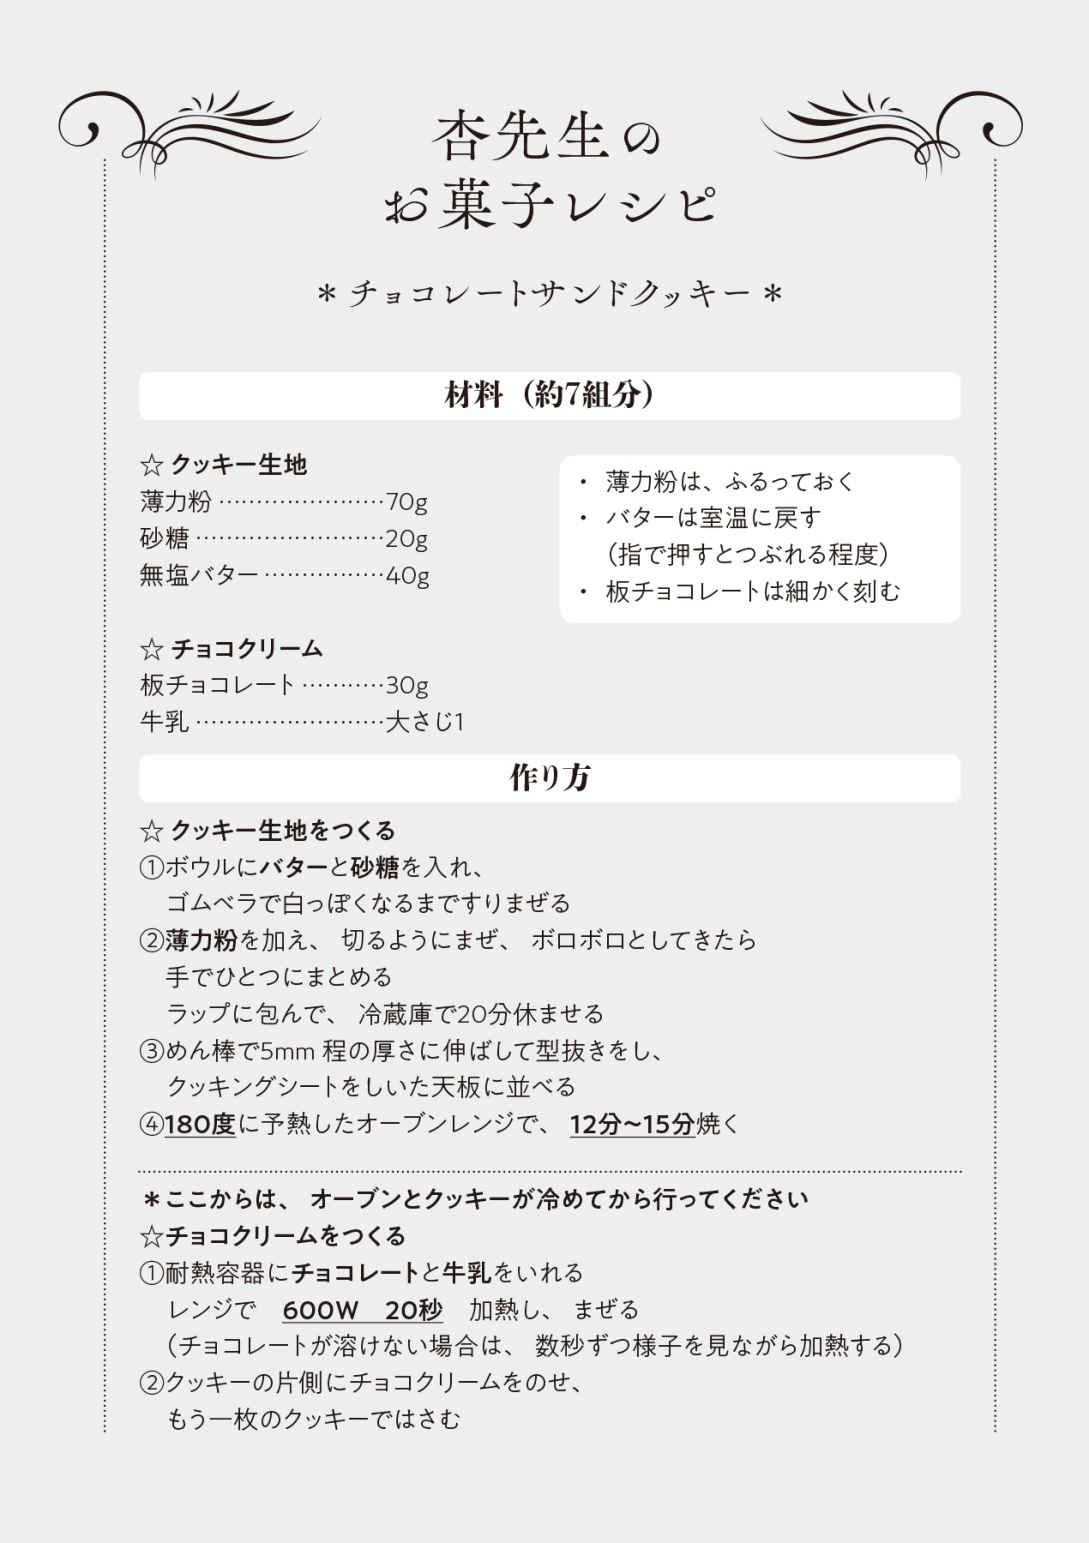 杏先生の
お菓子レシピ
＊チョコレートサンドクッキー＊
材料（約7組分）
☆ クッキー生地
薄力粉 ……………………70g
砂糖 ………………………20g
無塩バター ………………40g
・ 薄力粉は、ふるっておく
・ バターは室温に戻す
（指で押すとつぶれる程度）
・ 板チョコレートは細かく刻む
☆ チョコクリーム
板チョコレート …………30g
牛乳 ………………………大さじ1
作り方
☆ クッキー生地をつくる
①ボウルにバターと砂糖を入れ、
ゴムベラで白っぽくなるまですりまぜる
②薄力粉を加え、 切るようにまぜ、 ボロボロとしてきたら
手でひとつにまとめる
ラップに包んで、 冷蔵庫で20分休ませる
③めん棒で5mm 程の厚さに伸ばして型抜きをし、
クッキングシートをしいた天板に並べる
④180度に予熱したオーブンレンジで、 12分~15分焼く
＊ここからは、 オーブンとクッキーが冷めてから行ってください
☆チョコクリームをつくる
①耐熱容器にチョコレートと牛乳をいれる
レンジで　600W　20秒　加熱し、 まぜる
（チョコレートが溶けない場合は、 数秒ずつ様子を見ながら加熱する）
②クッキーの片側にチョコクリームをのせ、
もう一枚のクッキーではさむ